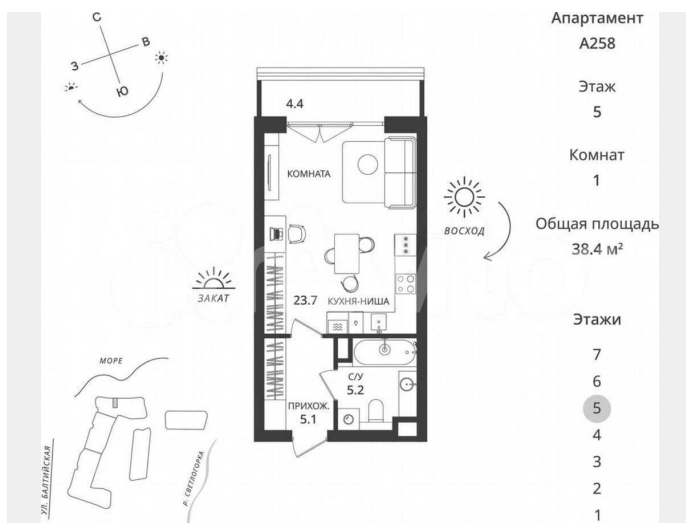 С
В
З
Ю
Апартамент
А258
Этаж
5
Комнат
1
Общая площадь
38.4 м²
Этажи
7
6
5
4
3
2
1
4.4
КОМНАТА
ВОСХОД
ЗАКАТ
23.7 КУХНЯ-НИША
С/У
5.2
ПРИХОЖ.
5.1
МОРЕ
УЛ. БАЛТИЙСКАЯ
Р. СВЕТЛОГОРКА